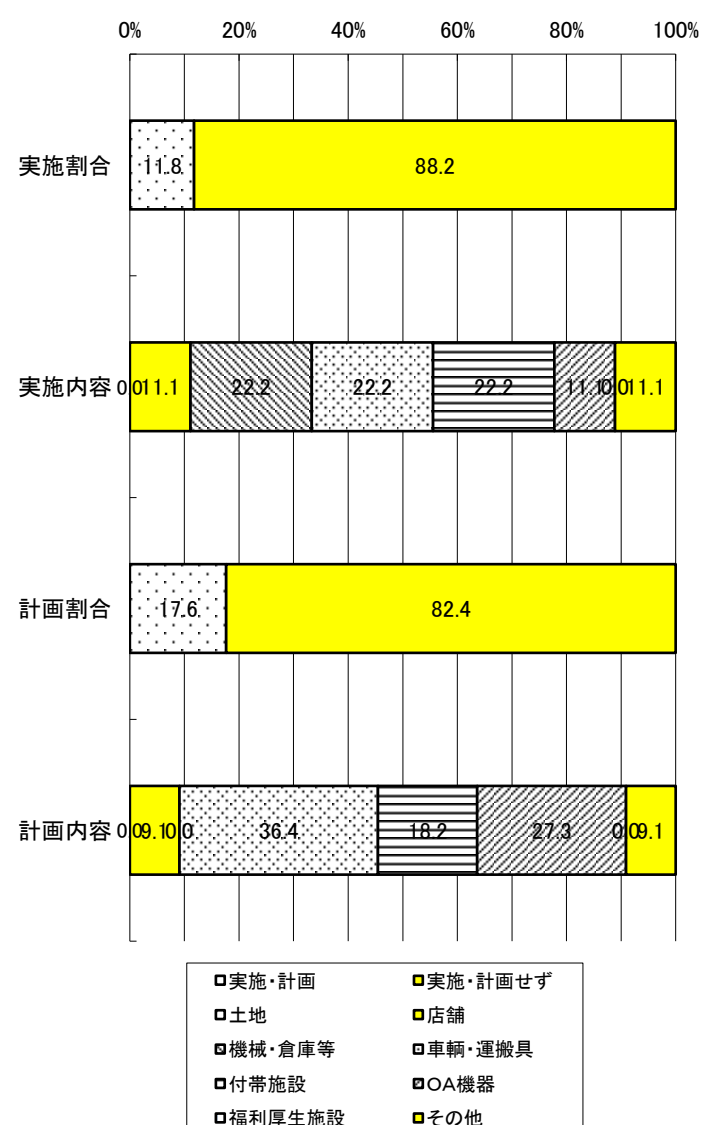 0% 20% 40% 60% 80% 100%
実施割合 11.8 88.2
実施内容 0.0 11.1 22.2 22.2 22.2 11.1 0.0 11.1
計画割合 17.6 82.4
計画内容 0.0 9.1 0.0 36.4 18.2 27.3 0.0 9.1
実施・計画 実施・計画せず
土地 店舗
機械・倉庫等 車輌・運搬具
付帯施設 OA機器
福利厚生施設 その他